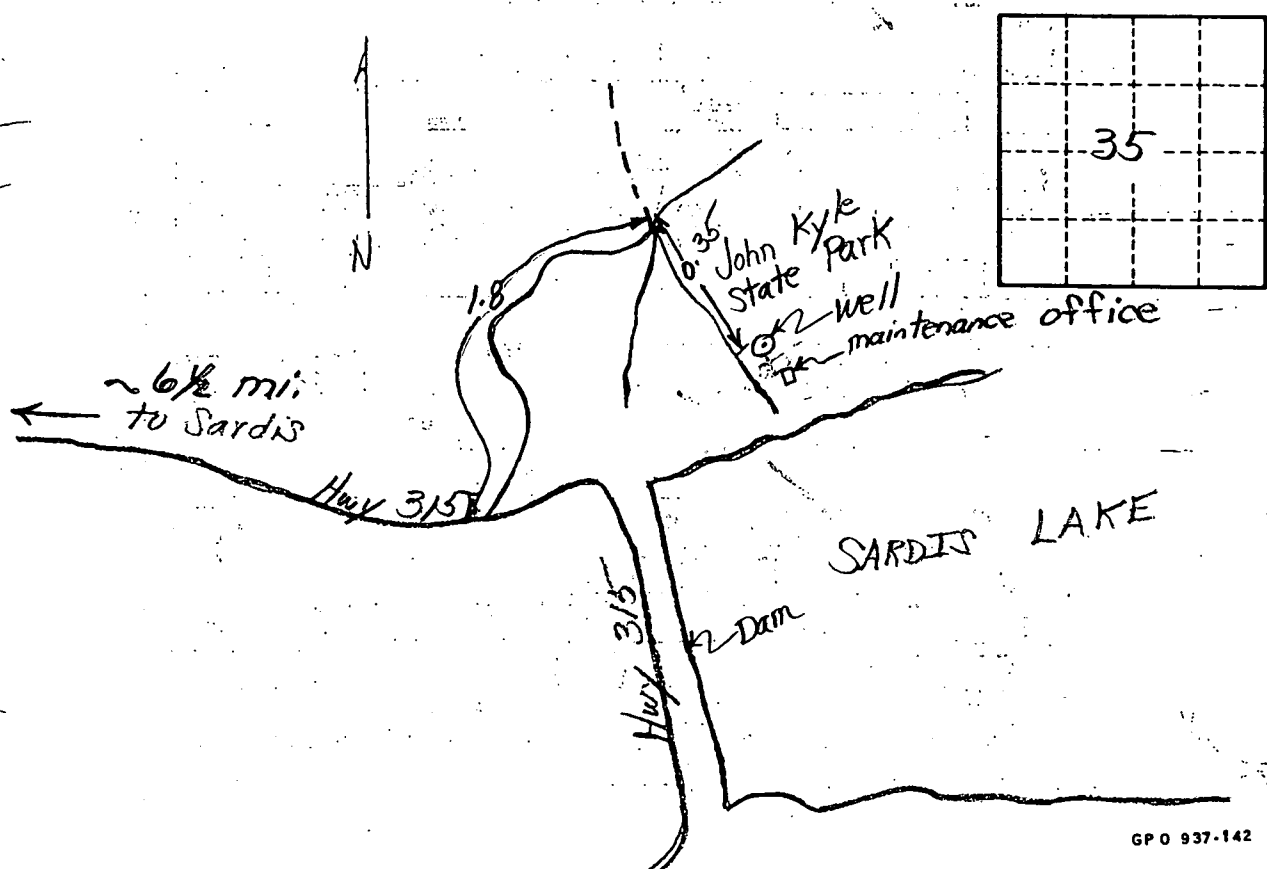 N
35
0.35
John Kyle
State Park
Well
maintenance office
1.8
~ 6½ mi.
to Sardis
Hwy 315
SARDIS LAKE
Hwy 315
Dam
GPO 937-142